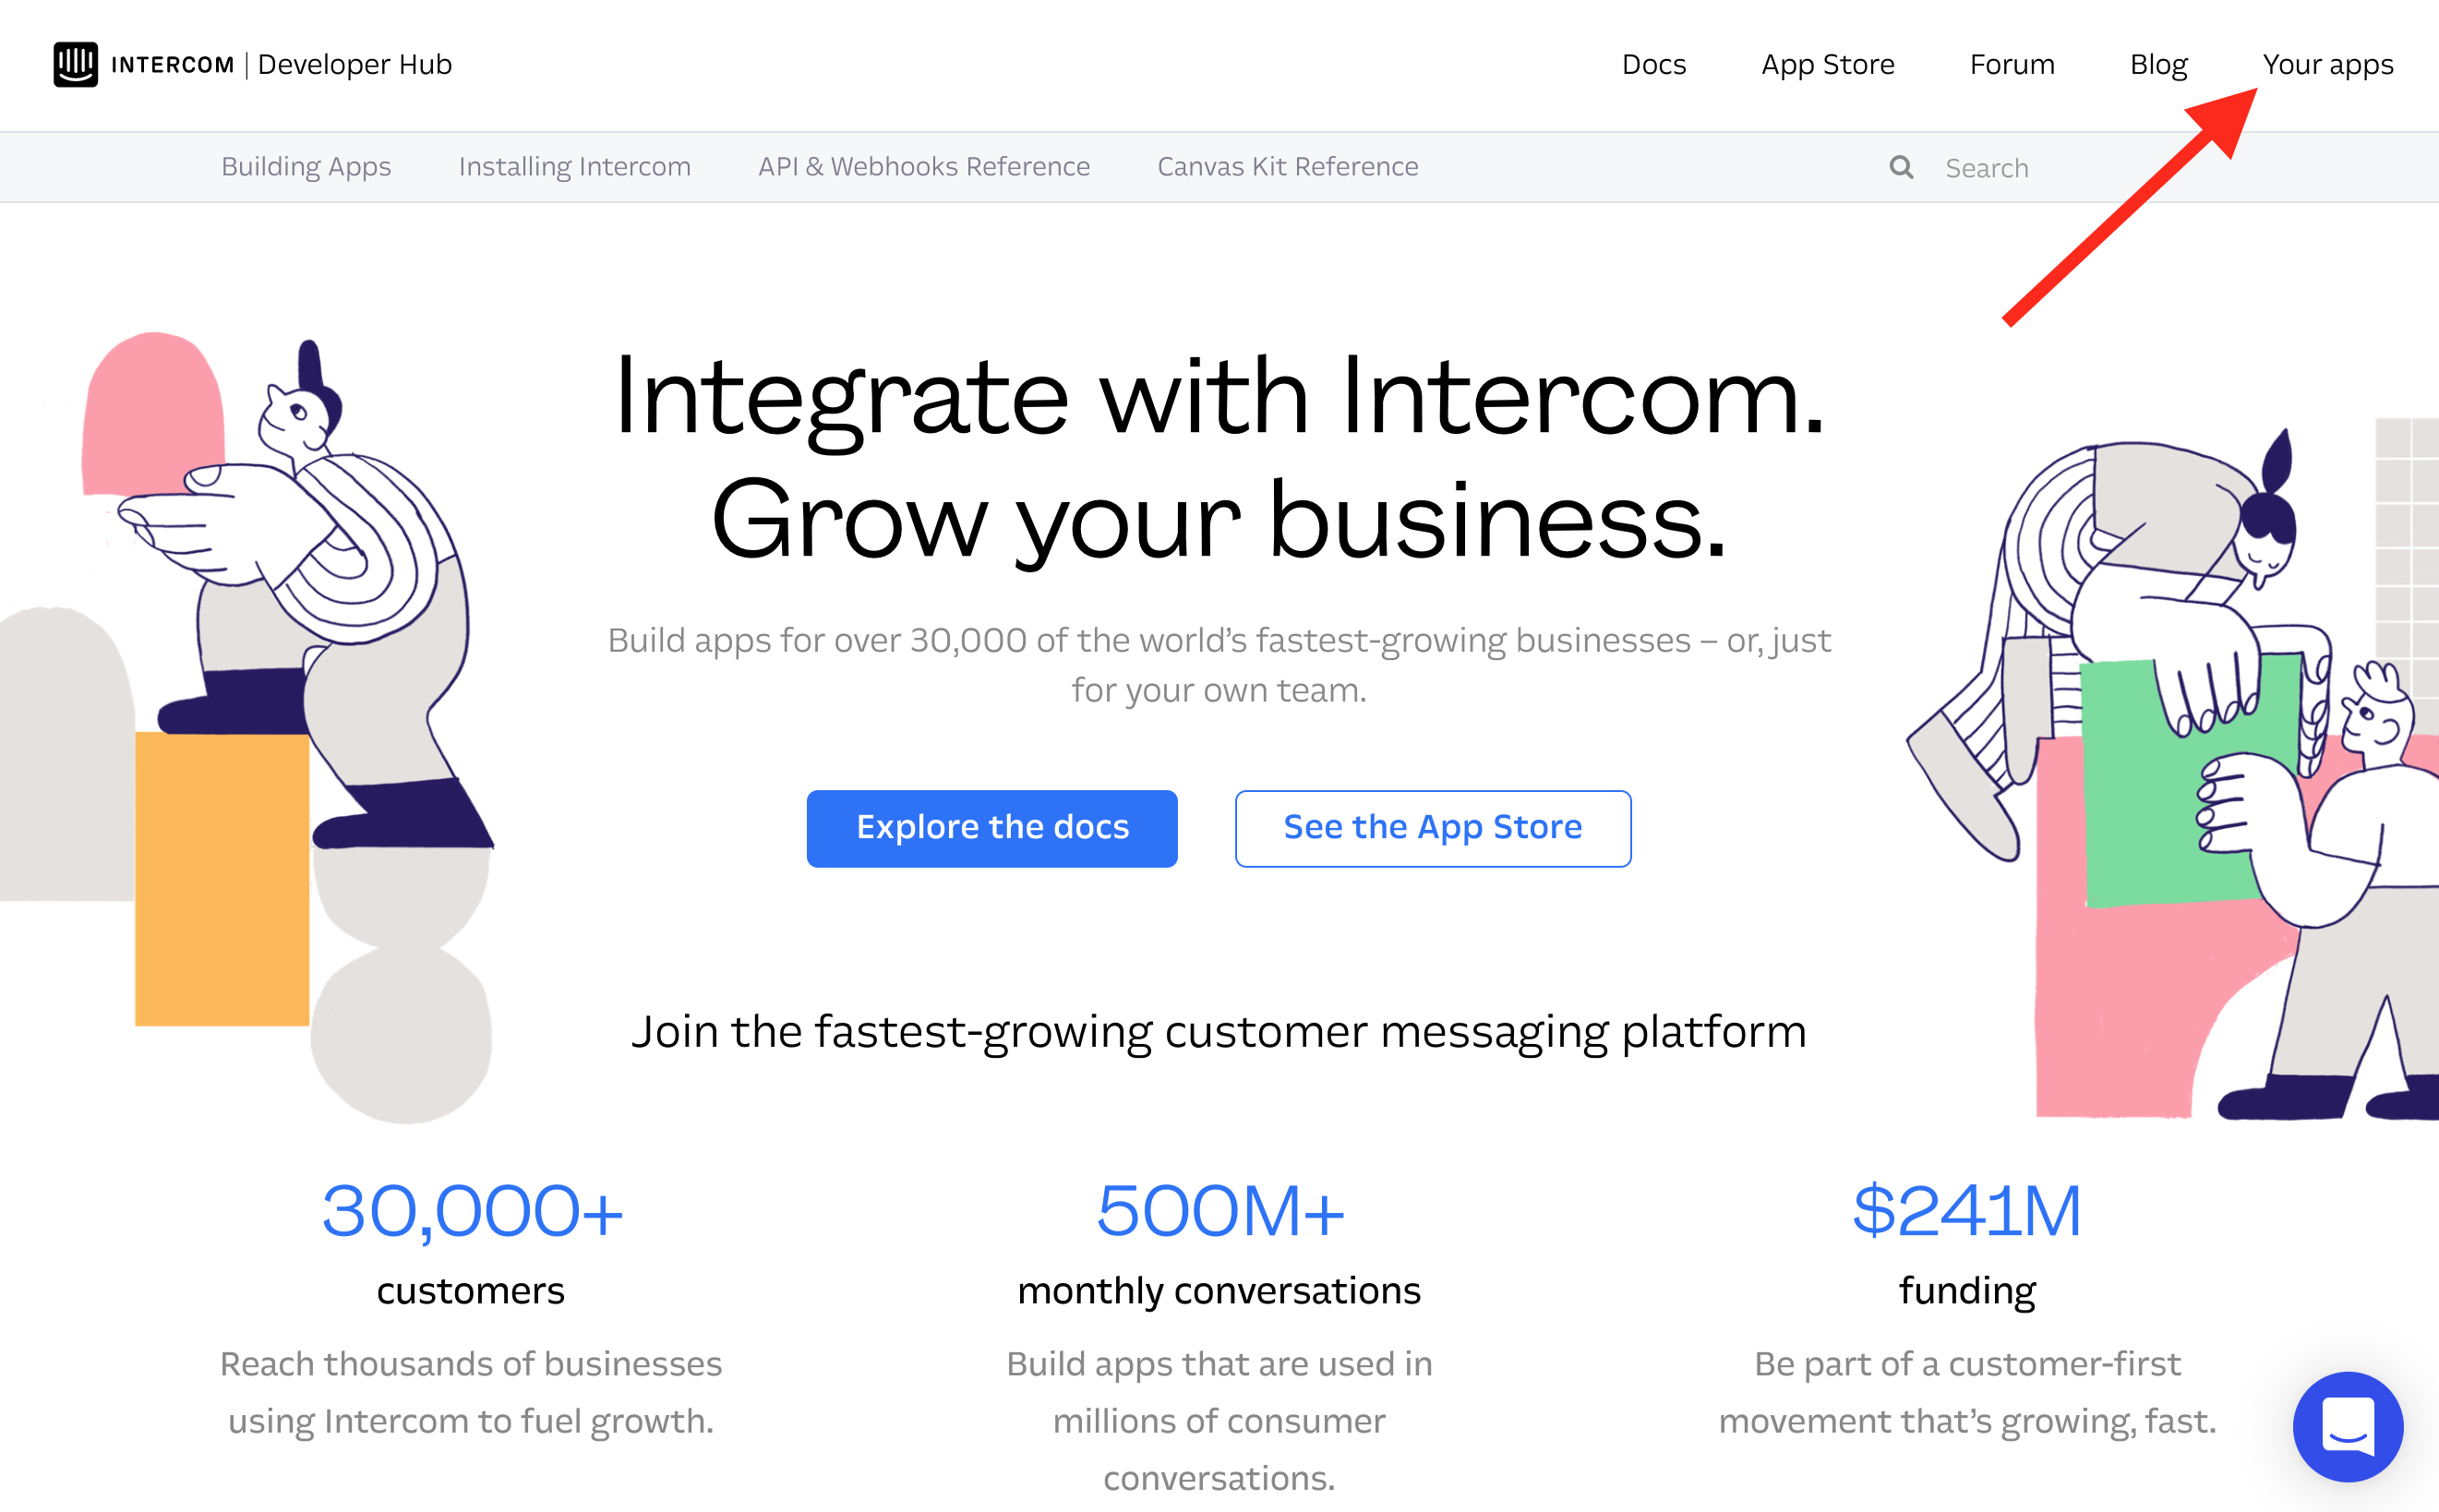 INTERCOM | Developer Hub
Docs App Store Forum Blog Your apps
Building Apps Installing Intercom API & Webhooks Reference Canvas Kit Reference Search
Integrate with Intercom.
Grow your business.
Build apps for over 30,000 of the world’s fastest-growing businesses – or, just
for your own team.
Explore the docs See the App Store
Join the fastest-growing customer messaging platform
30,000+
customers
Reach thousands of businesses
using Intercom to fuel growth.
500M+
monthly conversations
Build apps that are used in
millions of consumer
conversations.
$241M
funding
Be part of a customer-first
movement that’s growing, fast.